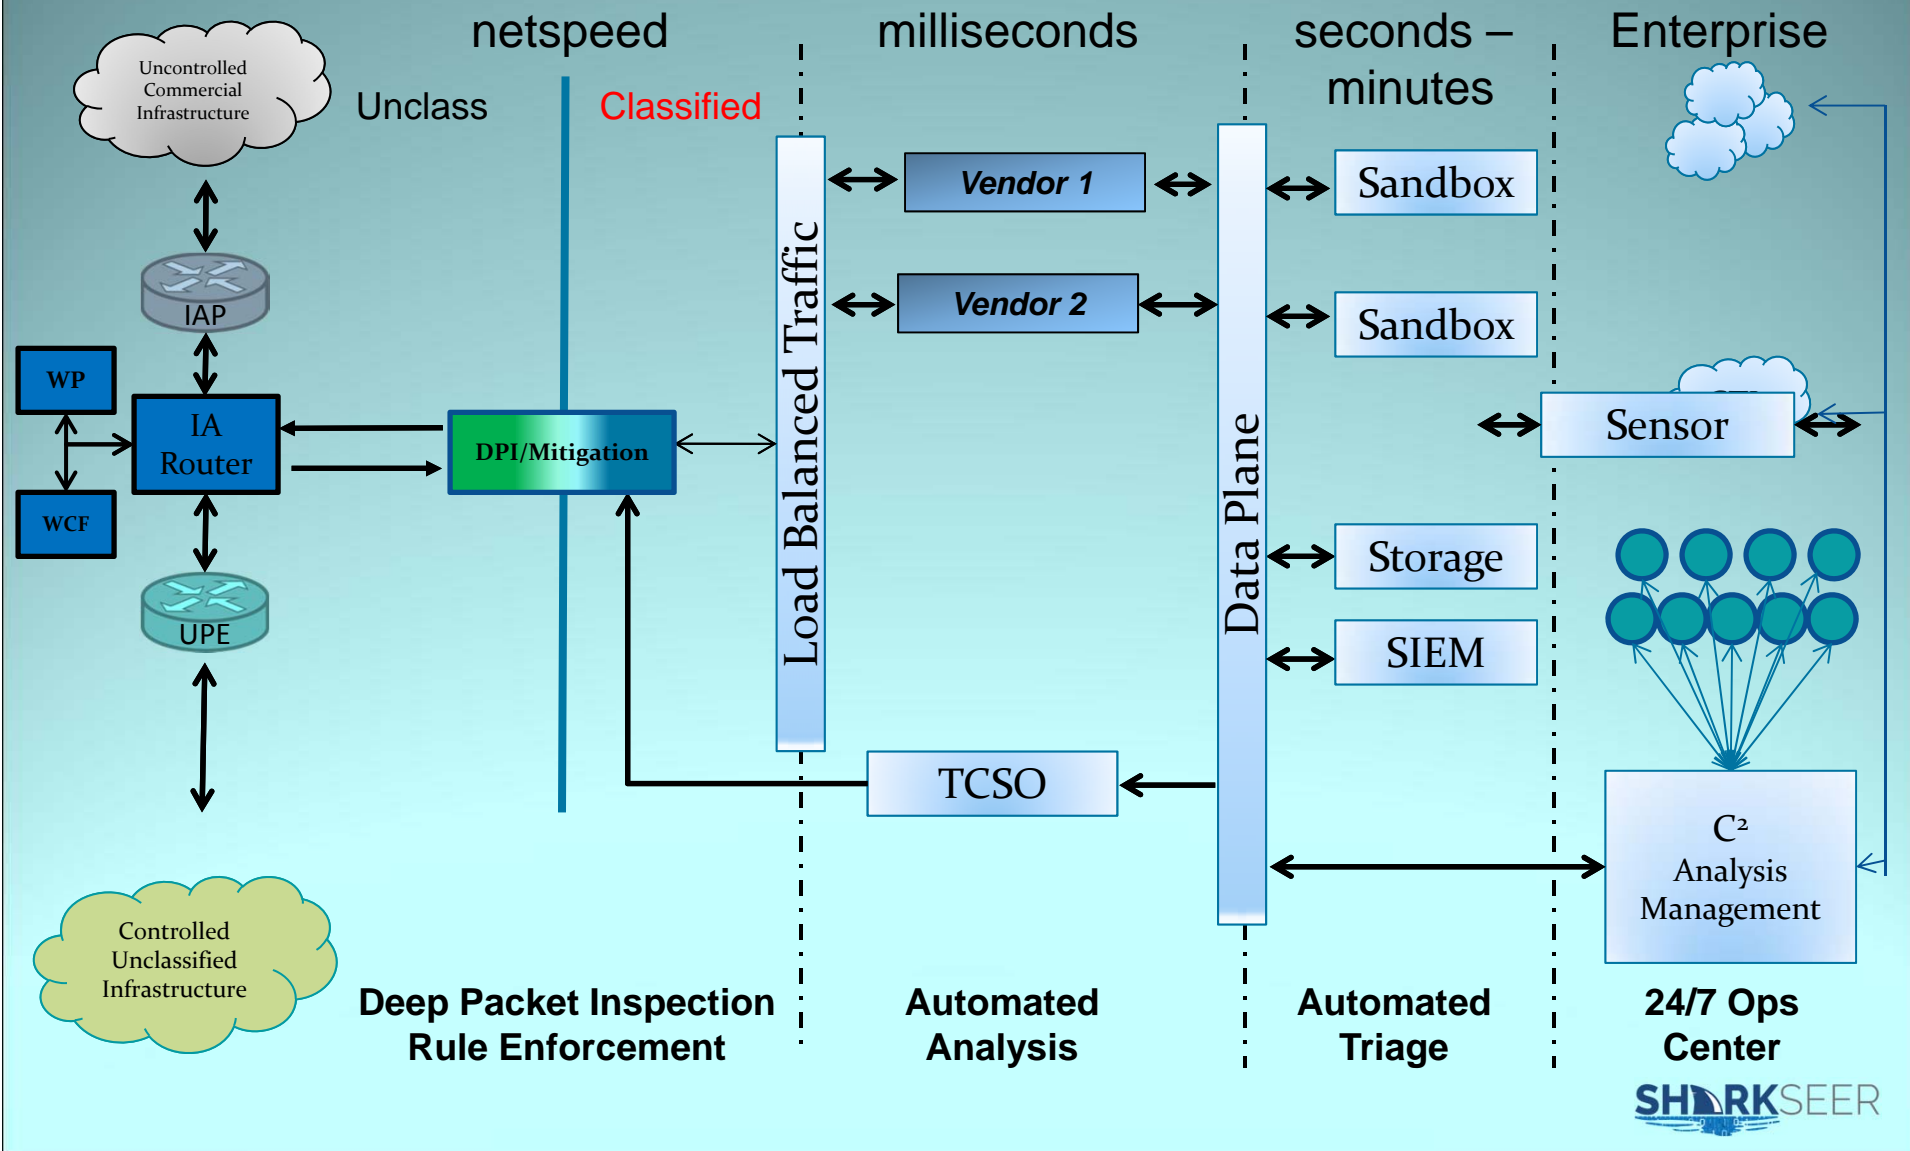 netspeed
milliseconds
seconds –
minutes
Enterprise
Uncontrolled
Commercial
Infrastructure
Unclass
Classified
Vendor 1
Sandbox
Vendor 2
Sandbox
IAP
WP
IA
Router
WCF
UPE
DPI/Mitigation
Load Balanced Traffic
Data Plane
Sensor
Storage
SIEM
TCSO
C²
Analysis
Management
Controlled
Unclassified
Infrastructure
Deep Packet Inspection
Rule Enforcement
Automated
Analysis
Automated
Triage
24/7 Ops
Center
SHARKSEER